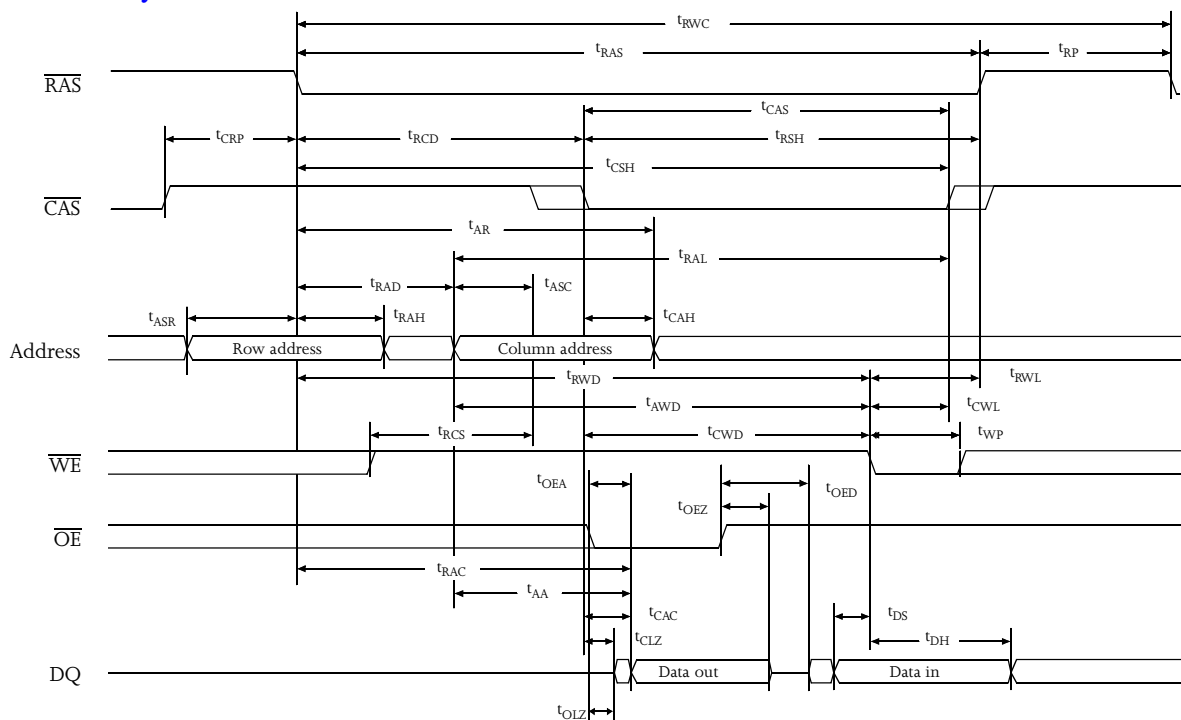 tRWC
tRAS
tRP
RAS
tCAS
tCRP
tRCD
tRSH
tCSH
CAS
tAR
tRAL
tRAD
tASC
tASR
tRAH
tCAH
Address
Row address
Column address
tRWD
tRWL
tAWD
tCWL
tRCS
tCWD
tWP
WE
tOEA
tOED
tOEZ
OE
tRAC
tAA
tCAC
tDS
tCLZ
tDH
DQ
Data out
Data in
tOLZ